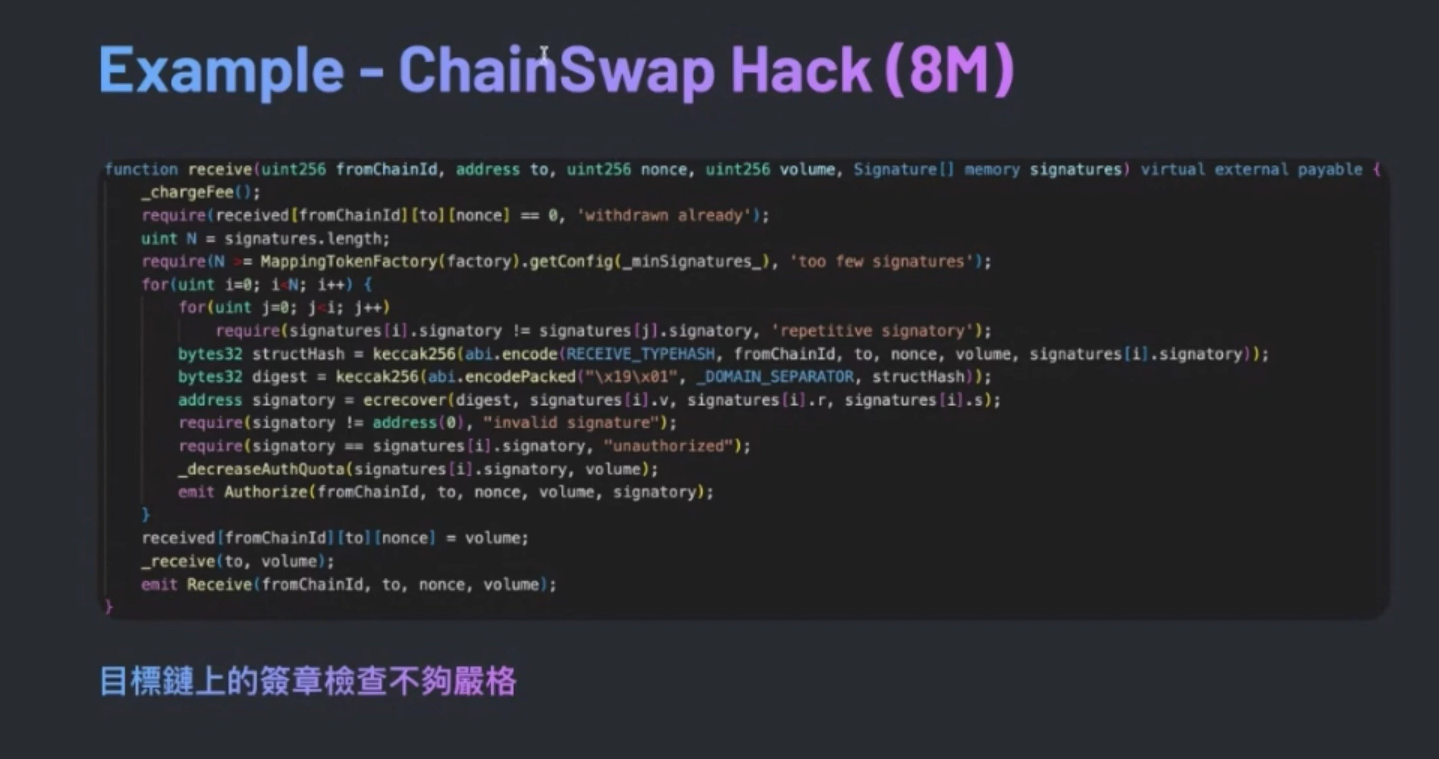 Example - ChainSwap Hack (8M)
function receive(uint256 fromChainId, address to, uint256 nonce, uint256 volume, Signature[] memory signatures) virtual external payable {
_chargeFee();
require(received[fromChainId][to][nonce] == 0, 'withdrawn already');
uint N = signatures.length;
require(N >= MappingTokenFactory(factory).getConfig(_minSignatures_), 'too few signatures');
for(uint i=0; i<N; i++) {
for(uint j=0; j<i; j++)
require(signatures[i].signatory != signatures[j].signatory, 'repetitive signatory');
bytes32 structHash = keccak256(abi.encode(RECEIVE_TYPEHASH, fromChainId, to, nonce, volume, signatures[i].signatory));
bytes32 digest = keccak256(abi.encodePacked("\x19\x01", _DOMAIN_SEPARATOR, structHash));
address signatory = ecrecover(digest, signatures[i].v, signatures[i].r, signatures[i].s);
require(signatory != address(0), "invalid signature");
require(signatory == signatures[i].signatory, "unauthorized");
_decreaseAuthQuota(signatures[i].signatory, volume);
emit Authorize(fromChainId, to, nonce, volume, signatory);
}
received[fromChainId][to][nonce] = volume;
_receive(to, volume);
emit Receive(fromChainId, to, nonce, volume);
}
目標鏈上的簽章檢查不夠嚴格